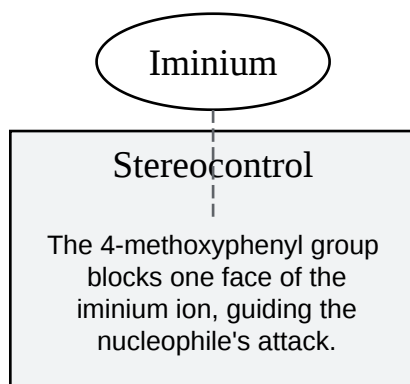 Iminium
Stereocontrol
The 4-methoxyphenyl group
blocks one face of the
iminium ion, guiding the
nucleophile's attack.